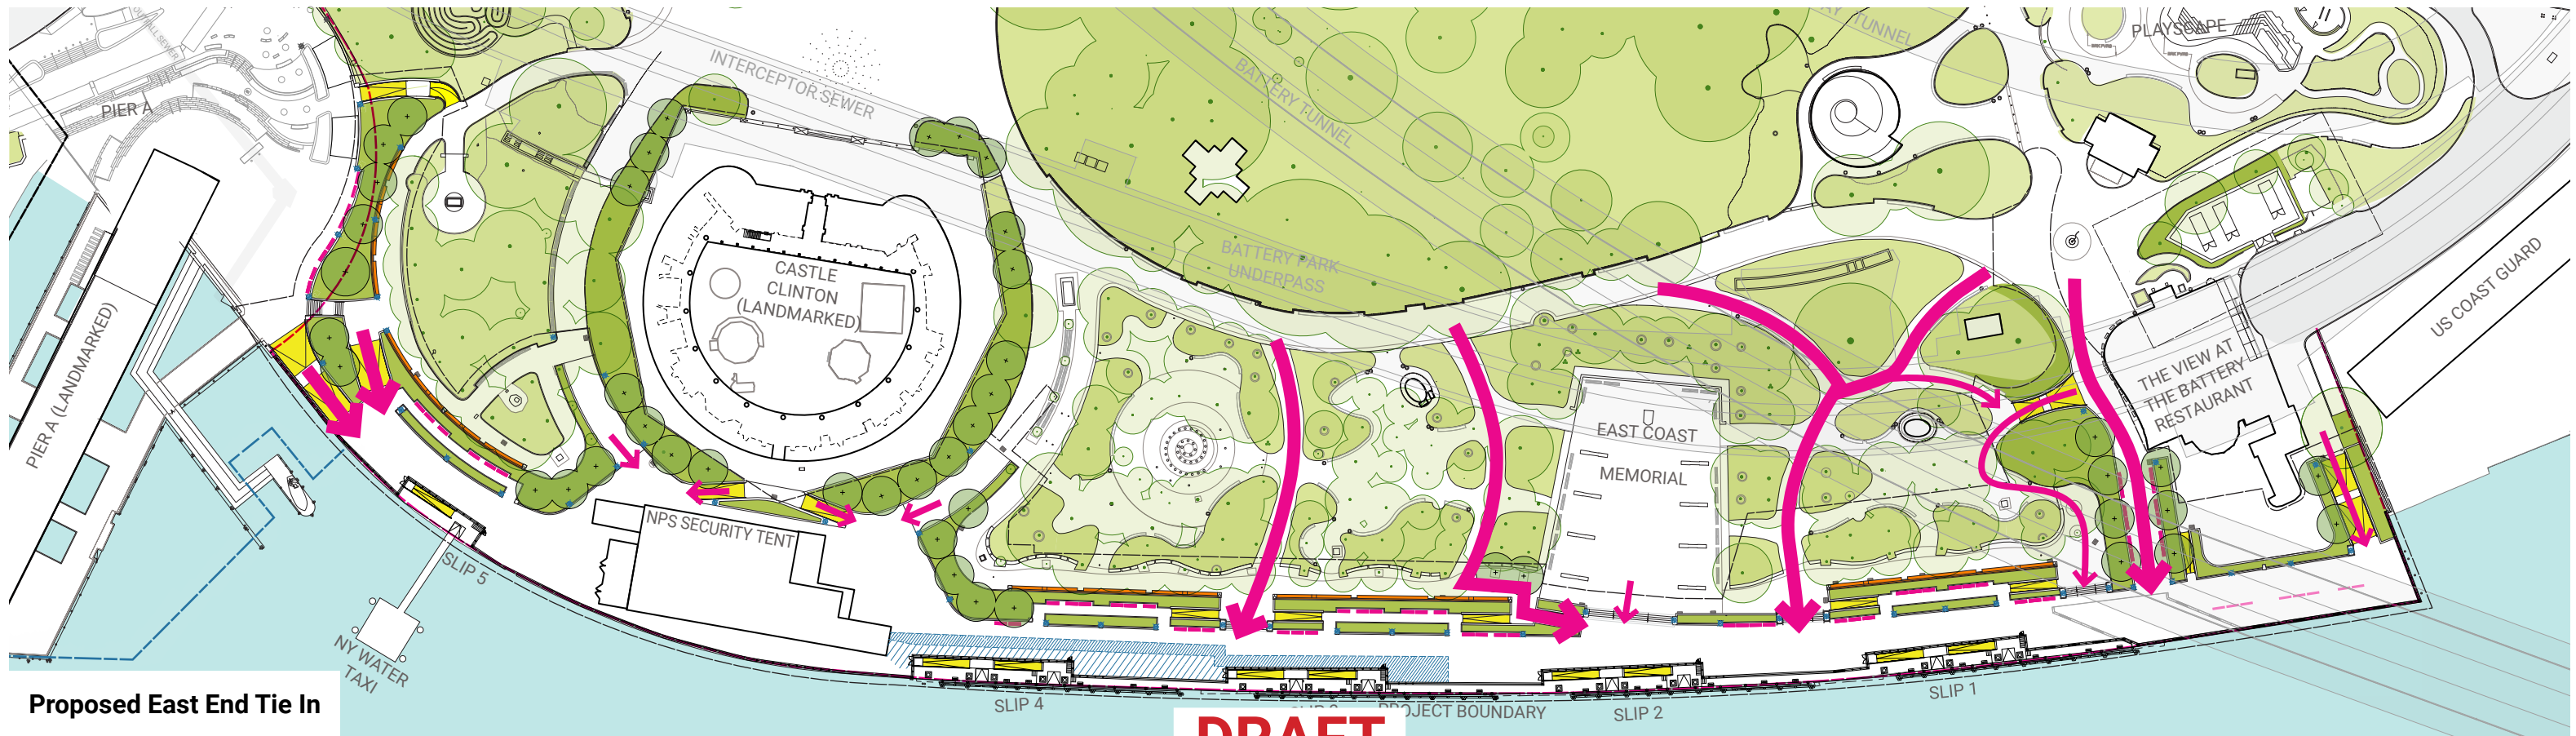 PIER A
INTERCEPTOR SEWER
BATTERY TUNNEL
TUNNEL
PLAYSCAPE
BATTERY PARK
UNDERPASS
CASTLE
CLINTON
(LANDMARKED)
PIER A (LANDMARKED)
US COAST GUARD
THE VIEW AT
THE BATTERY
RESTAURANT
EAST COAST
MEMORIAL
NPS SECURITY TENT
SLIP 5
NY WATER
TAXI
SLIP 4
PROJECT BOUNDARY
SLIP 2
SLIP 1
Proposed East End Tie In
DRAFT